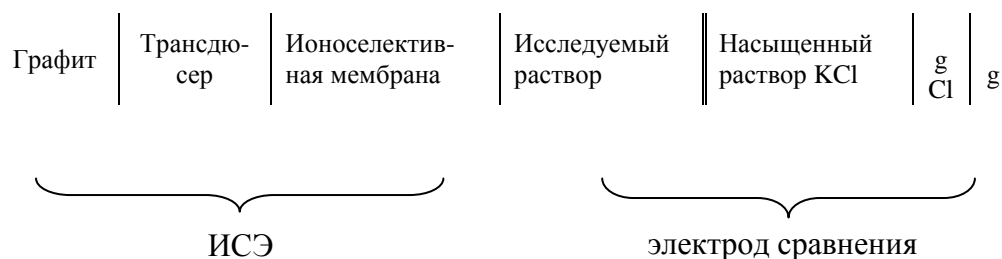 Графит
Трансдю-
сер
Ионоселектив-
ная мембрана
Исследуемый
раствор
Насыщенный
раствор KCl
g
Cl
g
ИСЭ
электрод сравнения